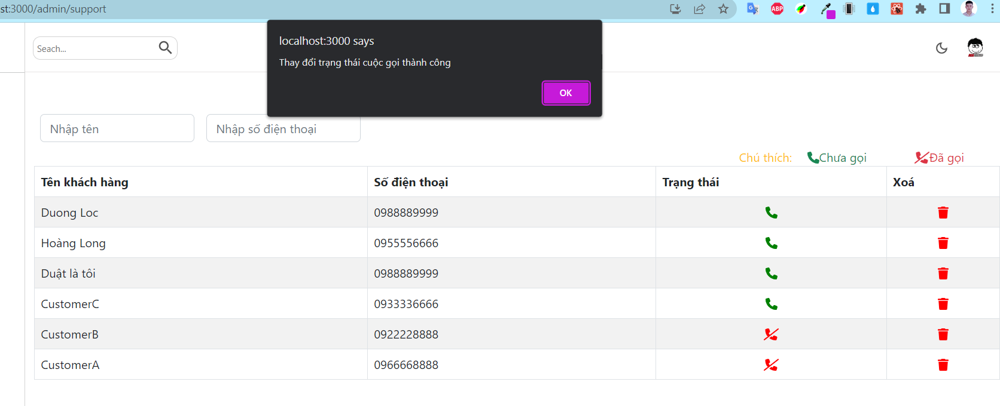 st:3000/admin/support
ABP
localhost:3000 says
Thay đổi trạng thái cuộc gọi thành công
OK
Seach...
Nhập tên
Nhập số điện thoại
Chú thích: Chưa gọi Đã gọi
Tên khách hàng Số điện thoại Trạng thái Xoá
Duong Loc 0988889999
Hoàng Long 0955556666
Duật là tôi 0988889999
CustomerC 0933336666
CustomerB 0922228888
CustomerA 0966668888